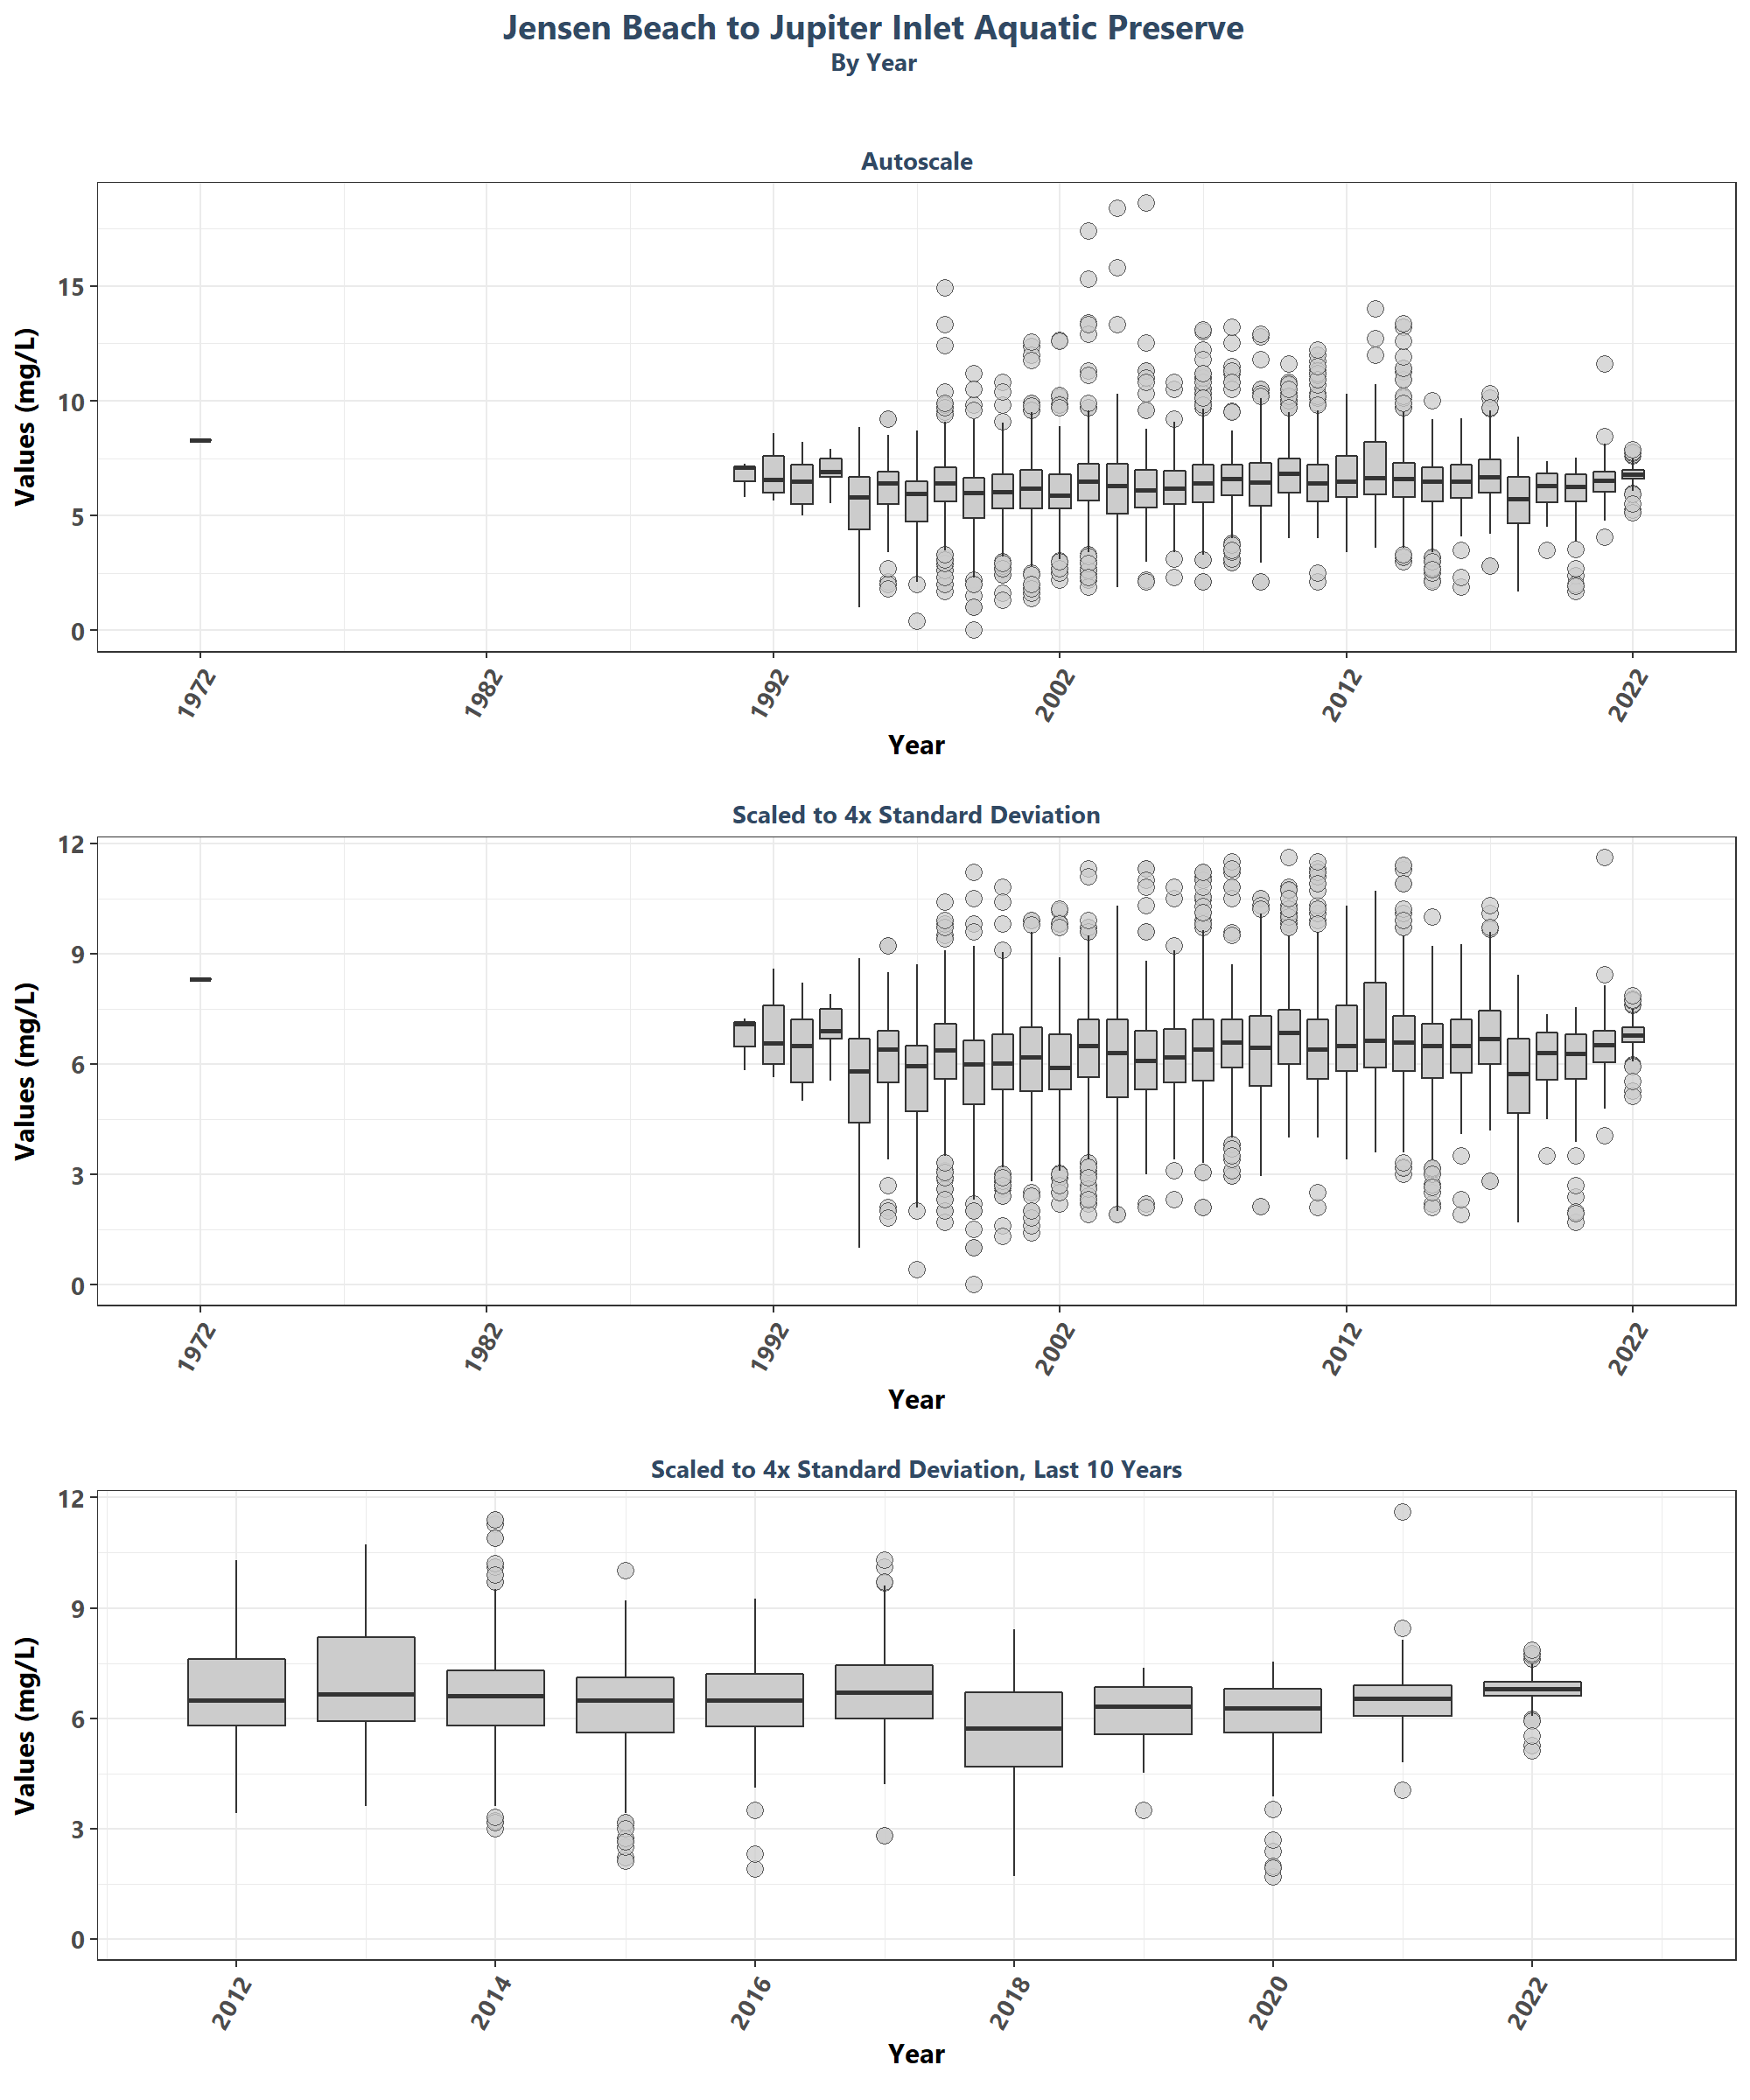 Jensen Beach to Jupiter Inlet Aquatic Preserve
By Year
Autoscale
Values (mg/L)
15
10
5
0
1972 1982 1992 2002 2012 2022
Year
Scaled to 4x Standard Deviation
Values (mg/L)
12
9
6
3
0
1972 1982 1992 2002 2012 2022
Year
Scaled to 4x Standard Deviation, Last 10 Years
Values (mg/L)
12
9
6
3
0
2012 2014 2016 2018 2020 2022
Year